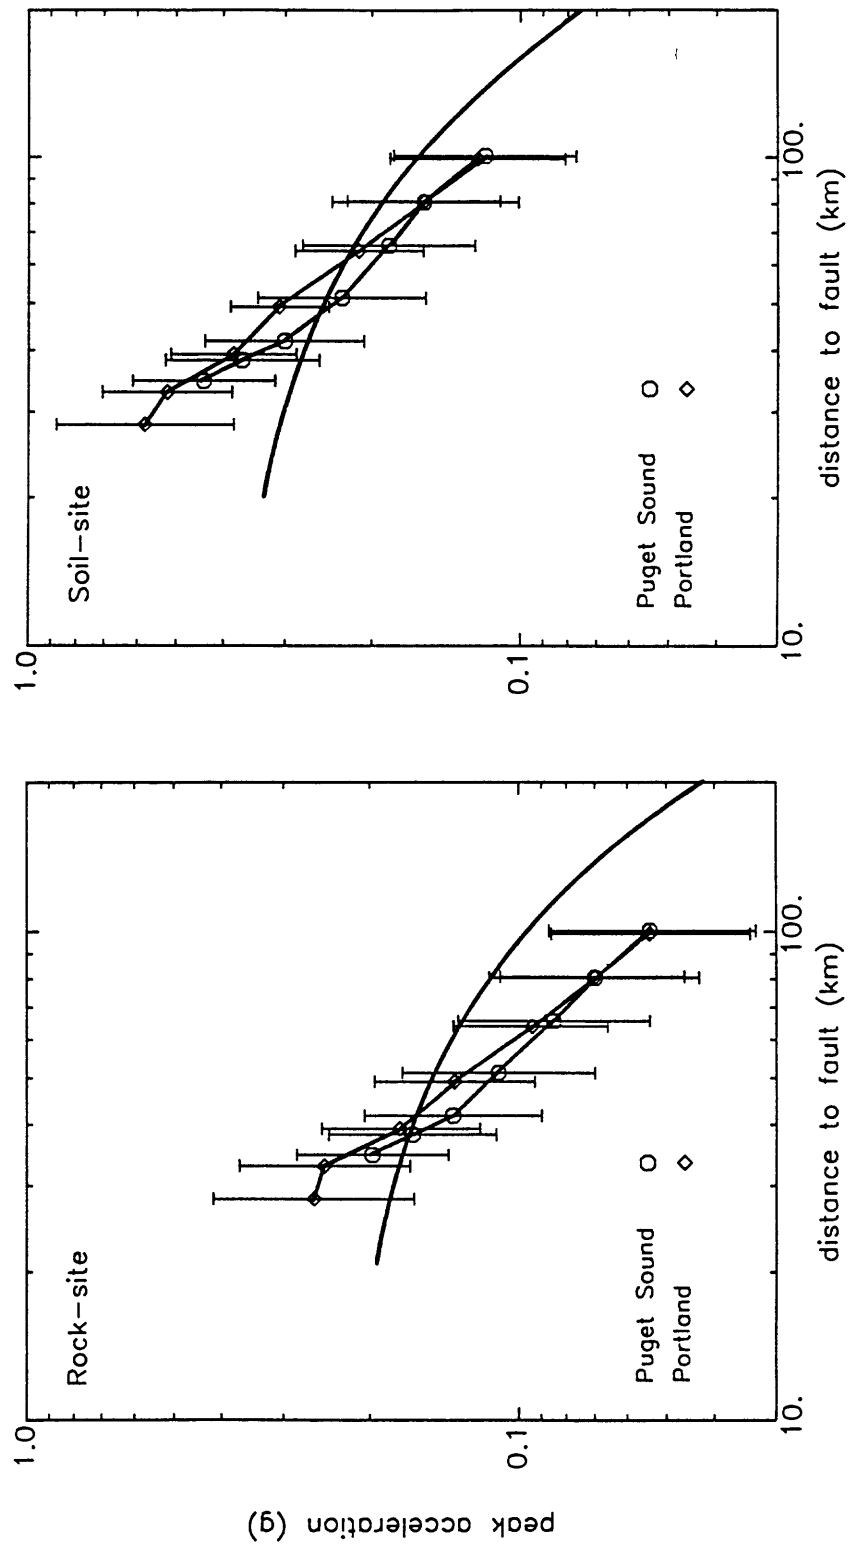 Rock-site
1.0
0.1
peak acceleration (g)
Puget Sound
Portland
10.
100.
distance to fault (km)
Soil-site
1.0
0.1
Puget Sound
Portland
10.
100.
distance to fault (km)